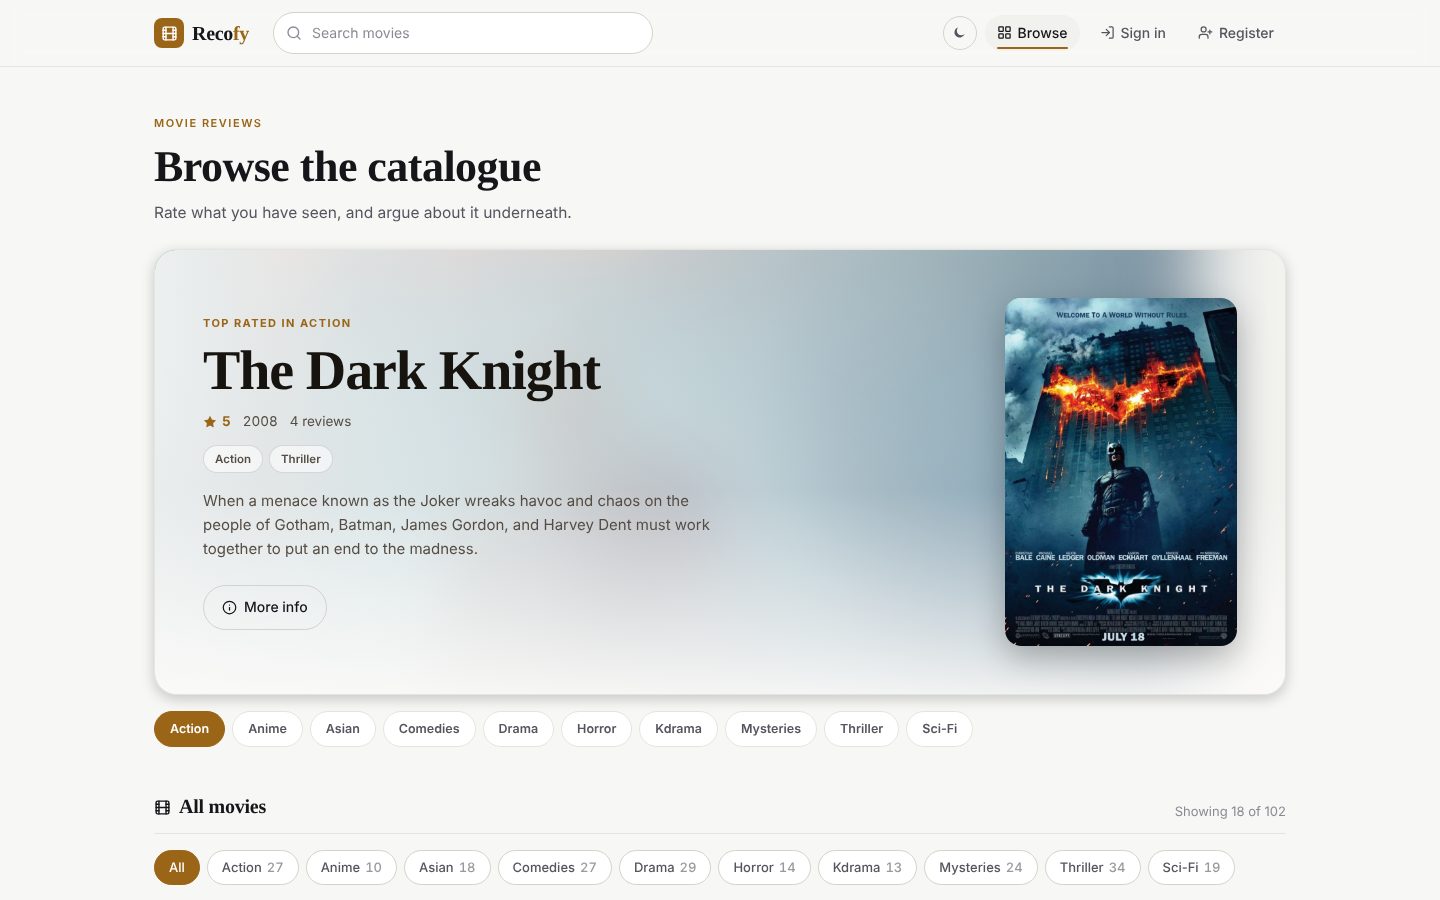 Recofy
Search movies
Browse
Sign in
Register
MOVIE REVIEWS
Browse the catalogue
Rate what you have seen, and argue about it underneath.
TOP RATED IN ACTION
The Dark Knight
5 2008 4 reviews
Action Thriller
When a menace known as the Joker wreaks havoc and chaos on the
people of Gotham, Batman, James Gordon, and Harvey Dent must work
together to put an end to the madness.
More info
WELCOME TO A WORLD WITHOUT RULES.
BALE CAINE LEDGER OLDMAN ECKHART GYLLENHAAL FREEMAN
THE DARK KNIGHT
JULY 18
Action Anime Asian Comedies Drama Horror Kdrama Mysteries Thriller Sci-Fi
All movies
Showing 18 of 102
All Action 27 Anime 10 Asian 18 Comedies 27 Drama 29 Horror 14 Kdrama 13 Mysteries 24 Thriller 34 Sci-Fi 19